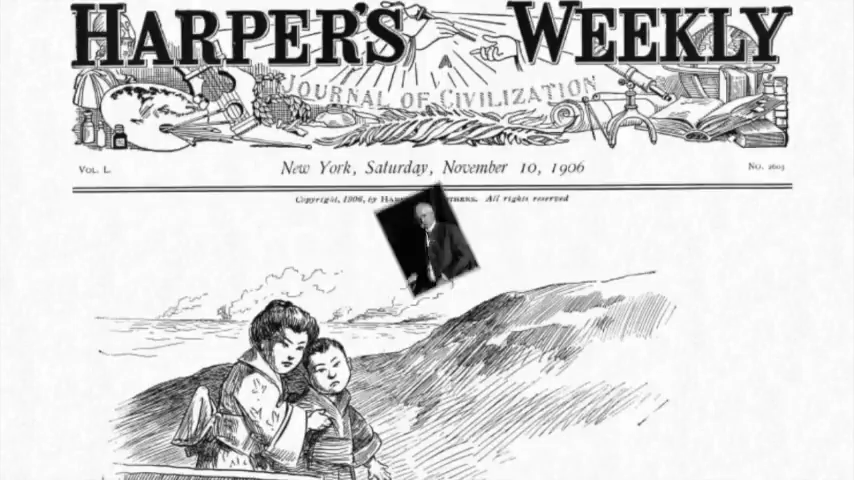 HARPER'S WEEKLY
A
JOURNAL OF CIVILIZATION
VOL. L. New York, Saturday, November 10, 1906 NO. 2603
Copyright, 1906, by All rights reserved